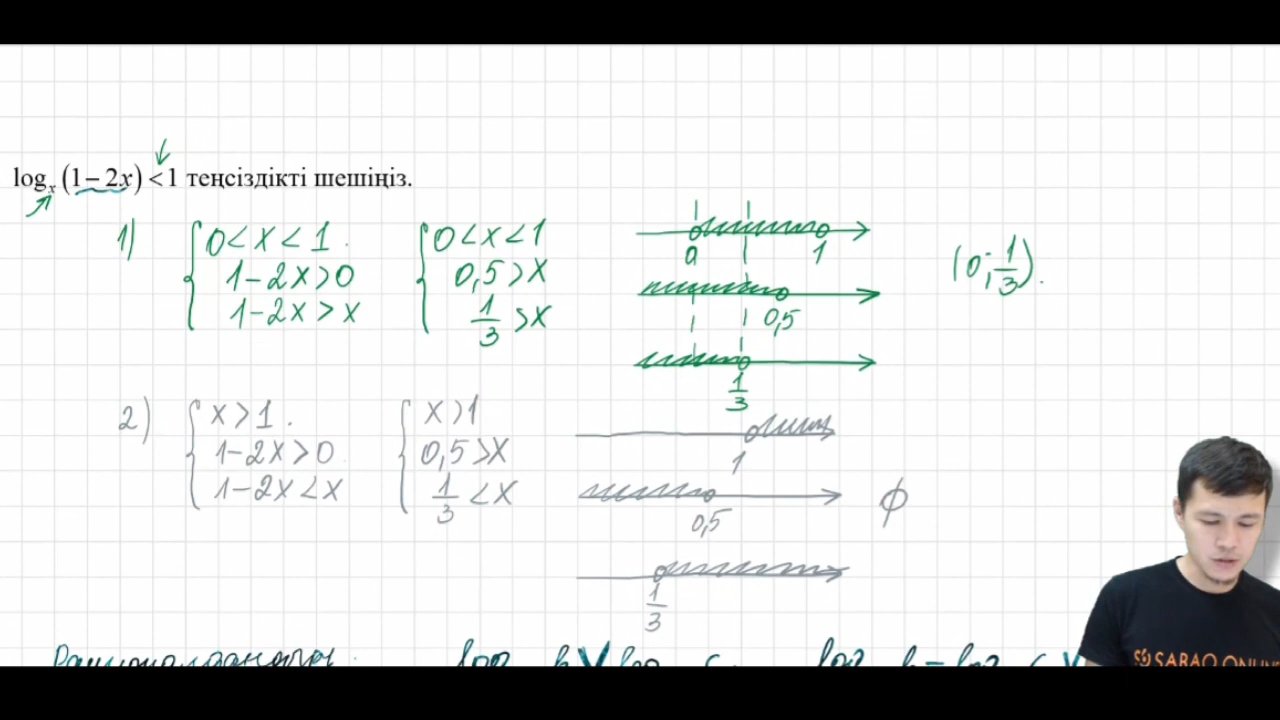 logₓ(1−2x) < 1 теңсіздікті шешіңіз.
1) { 0 < x < 1 { 0 < x < 1
1−2x > 0 0,5 > x
1−2x > x 1/3 > x
0 1
0,5
1/3
(0; 1/3).
2) { x > 1. { x > 1
1−2x > 0 0,5 > x
1−2x < x 1/3 < x
1
0,5
1/3
∅
SABAQ ONLINE